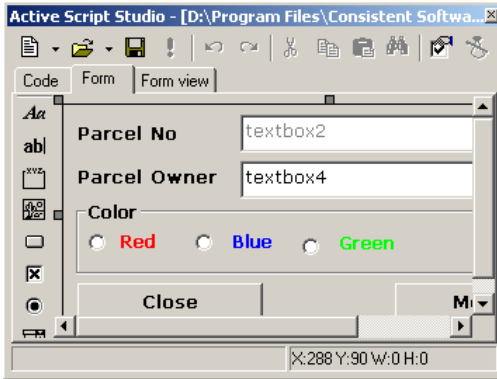 Active Script Studio - [D:\Program Files\Consistent Softwa...
Code Form Form view
Aa
ab|
xyz
Parcel No textbox2
Parcel Owner textbox4
Color
Red Blue Green
Close
X:288 Y:90 W:0 H:0